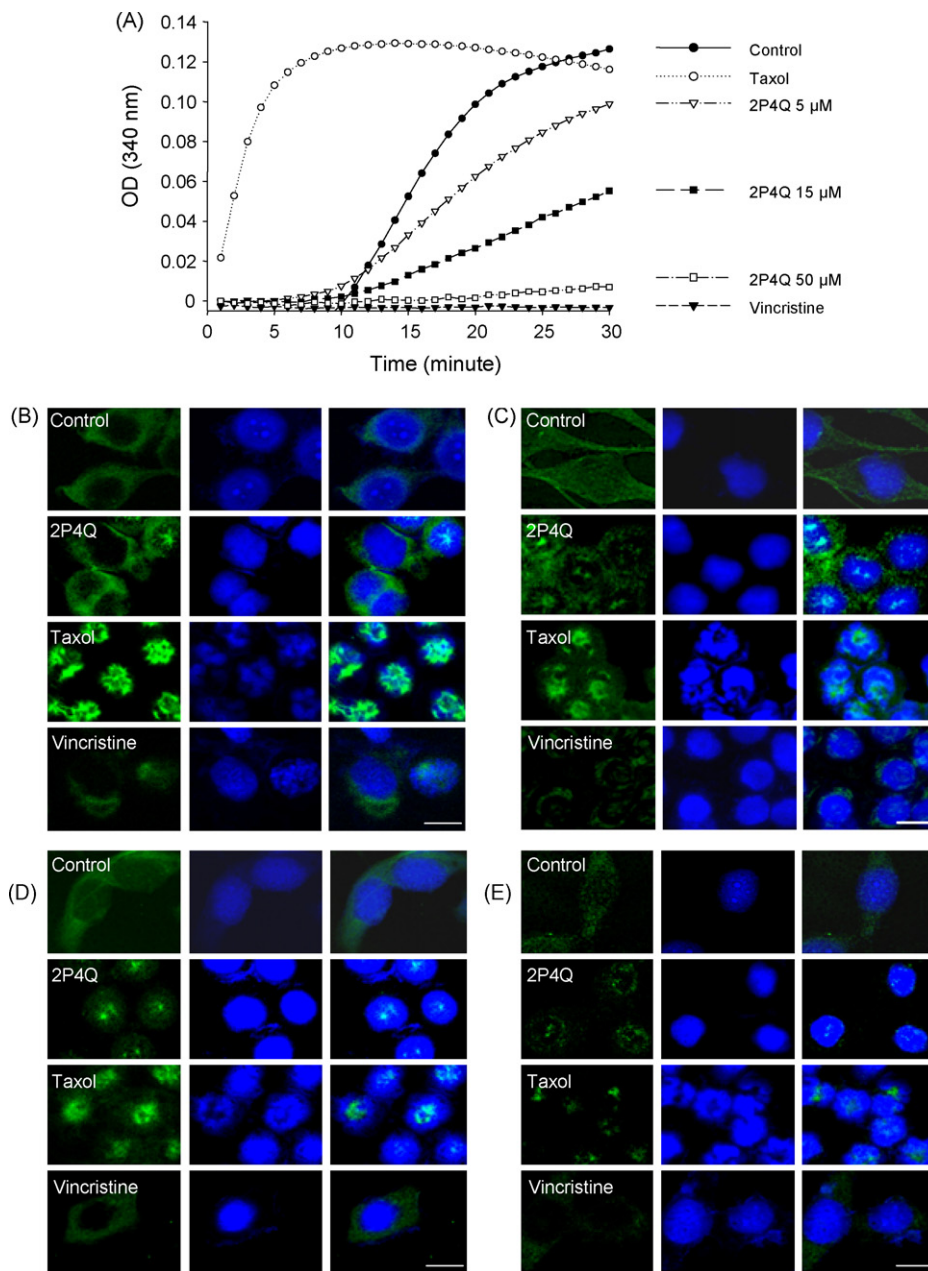 (A)
0.14
0.12
0.10
0.08
0.06
0.04
0.02
0
OD (340 nm)
0 5 10 15 20 25 30
Time (minute)
Control
Taxol
2P4Q 5 μM
2P4Q 15 μM
2P4Q 50 μM
Vincristine
(B)
Control
2P4Q
Taxol
Vincristine
(C)
Control
2P4Q
Taxol
Vincristine
(D)
Control
2P4Q
Taxol
Vincristine
(E)
Control
2P4Q
Taxol
Vincristine